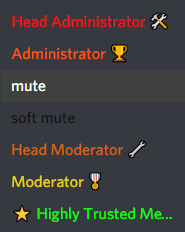 Head Administrator 🛠
Administrator 🏆
mute
soft mute
Head Moderator 🔧
Moderator 🎖
⭐ Highly Trusted Me...